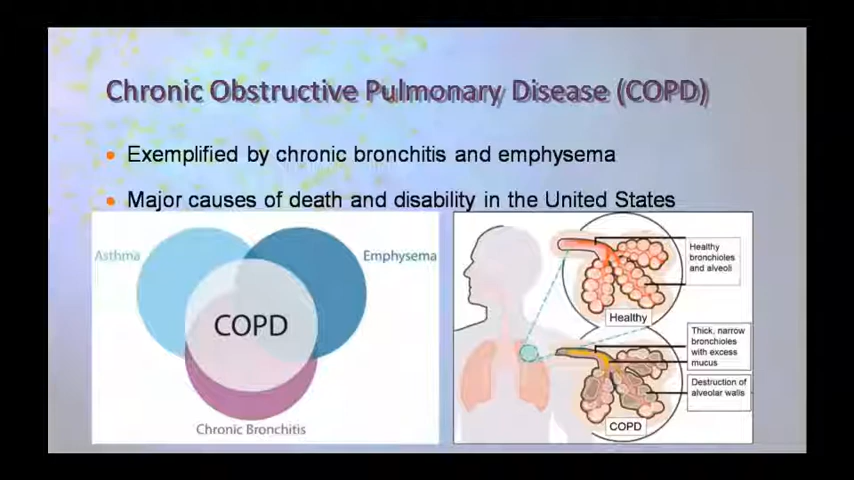 Chronic Obstructive Pulmonary Disease (COPD)
• Exemplified by chronic bronchitis and emphysema
• Major causes of death and disability in the United States
Asthma
Emphysema
COPD
Chronic Bronchitis
Healthy
bronchioles
and alveoli
Healthy
Thick, narrow
bronchioles
with excess
mucus
Destruction of
alveolar walls
COPD